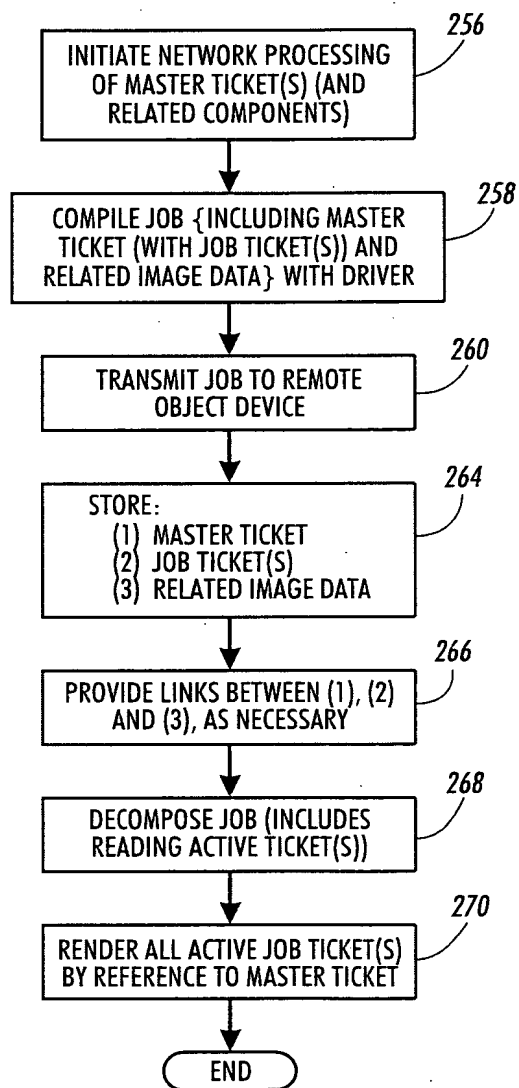 256
INITIATE NETWORK PROCESSING
OF MASTER TICKET(S) (AND
RELATED COMPONENTS)
258
COMPILE JOB {INCLUDING MASTER
TICKET (WITH JOB TICKET(S)) AND
RELATED IMAGE DATA} WITH DRIVER
260
TRANSMIT JOB TO REMOTE
OBJECT DEVICE
264
STORE:
(1) MASTER TICKET
(2) JOB TICKET(S)
(3) RELATED IMAGE DATA
266
PROVIDE LINKS BETWEEN (1), (2)
AND (3), AS NECESSARY
268
DECOMPOSE JOB (INCLUDES
READING ACTIVE TICKET(S))
270
RENDER ALL ACTIVE JOB TICKET(S)
BY REFERENCE TO MASTER TICKET
END